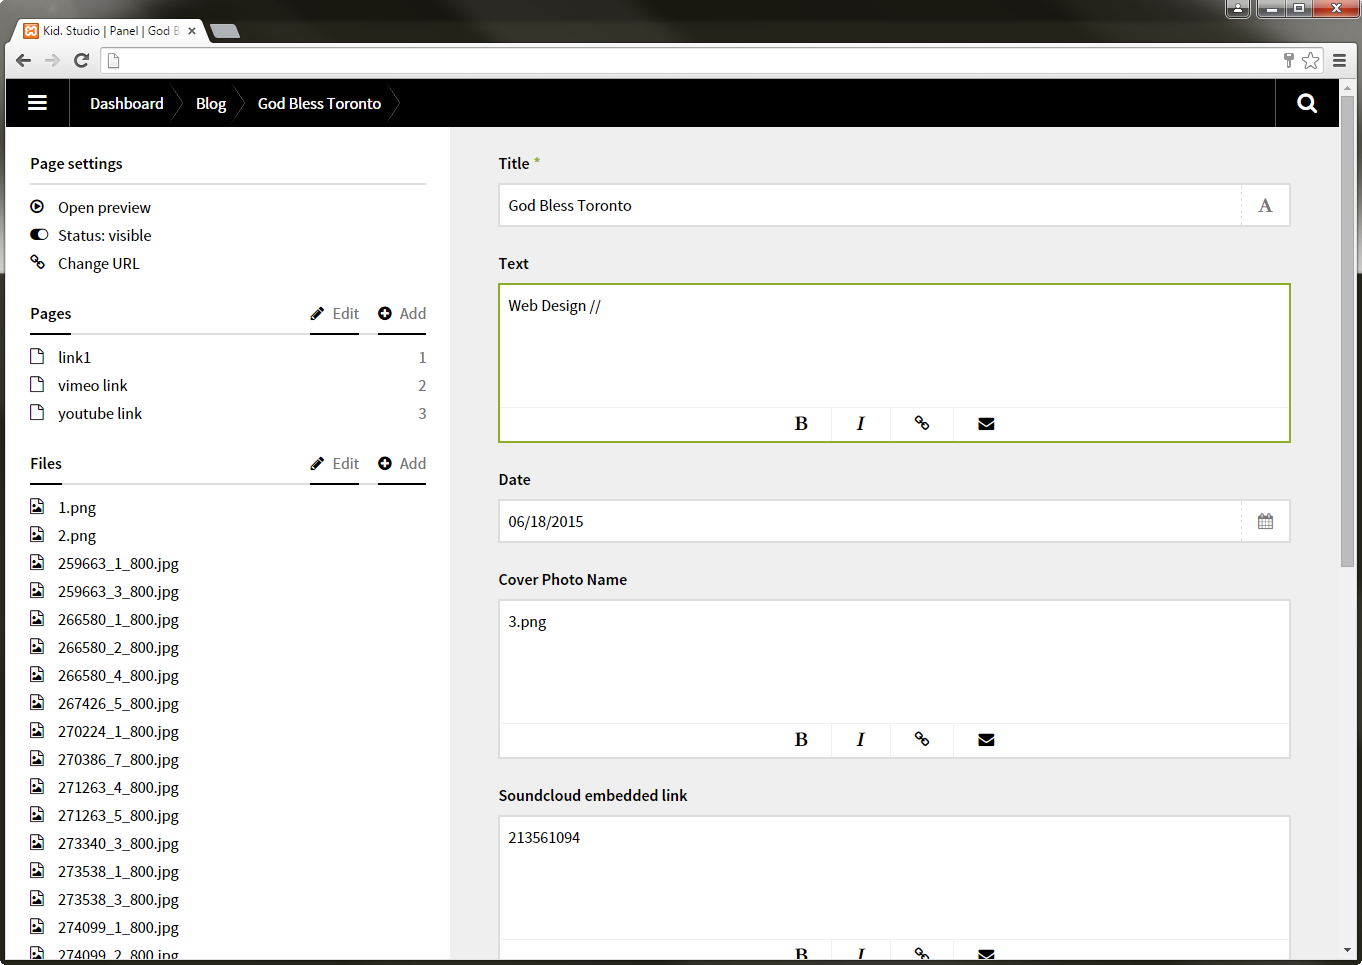 Kid. Studio | Panel | God B
Dashboard
Blog
God Bless Toronto
Page settings
Open preview
Status: visible
Change URL
Pages
Edit
Add
link1 1
vimeo link 2
youtube link 3
Files
Edit
Add
1.png
2.png
259663_1_800.jpg
259663_3_800.jpg
266580_1_800.jpg
266580_2_800.jpg
266580_4_800.jpg
267426_5_800.jpg
270224_1_800.jpg
270386_7_800.jpg
271263_4_800.jpg
271263_5_800.jpg
273340_3_800.jpg
273538_1_800.jpg
273538_3_800.jpg
274099_1_800.jpg
274099_2_800.jpg
Title *
God Bless Toronto
A
Text
Web Design //
B I
Date
06/18/2015
Cover Photo Name
3.png
B I
Soundcloud embedded link
213561094
B I